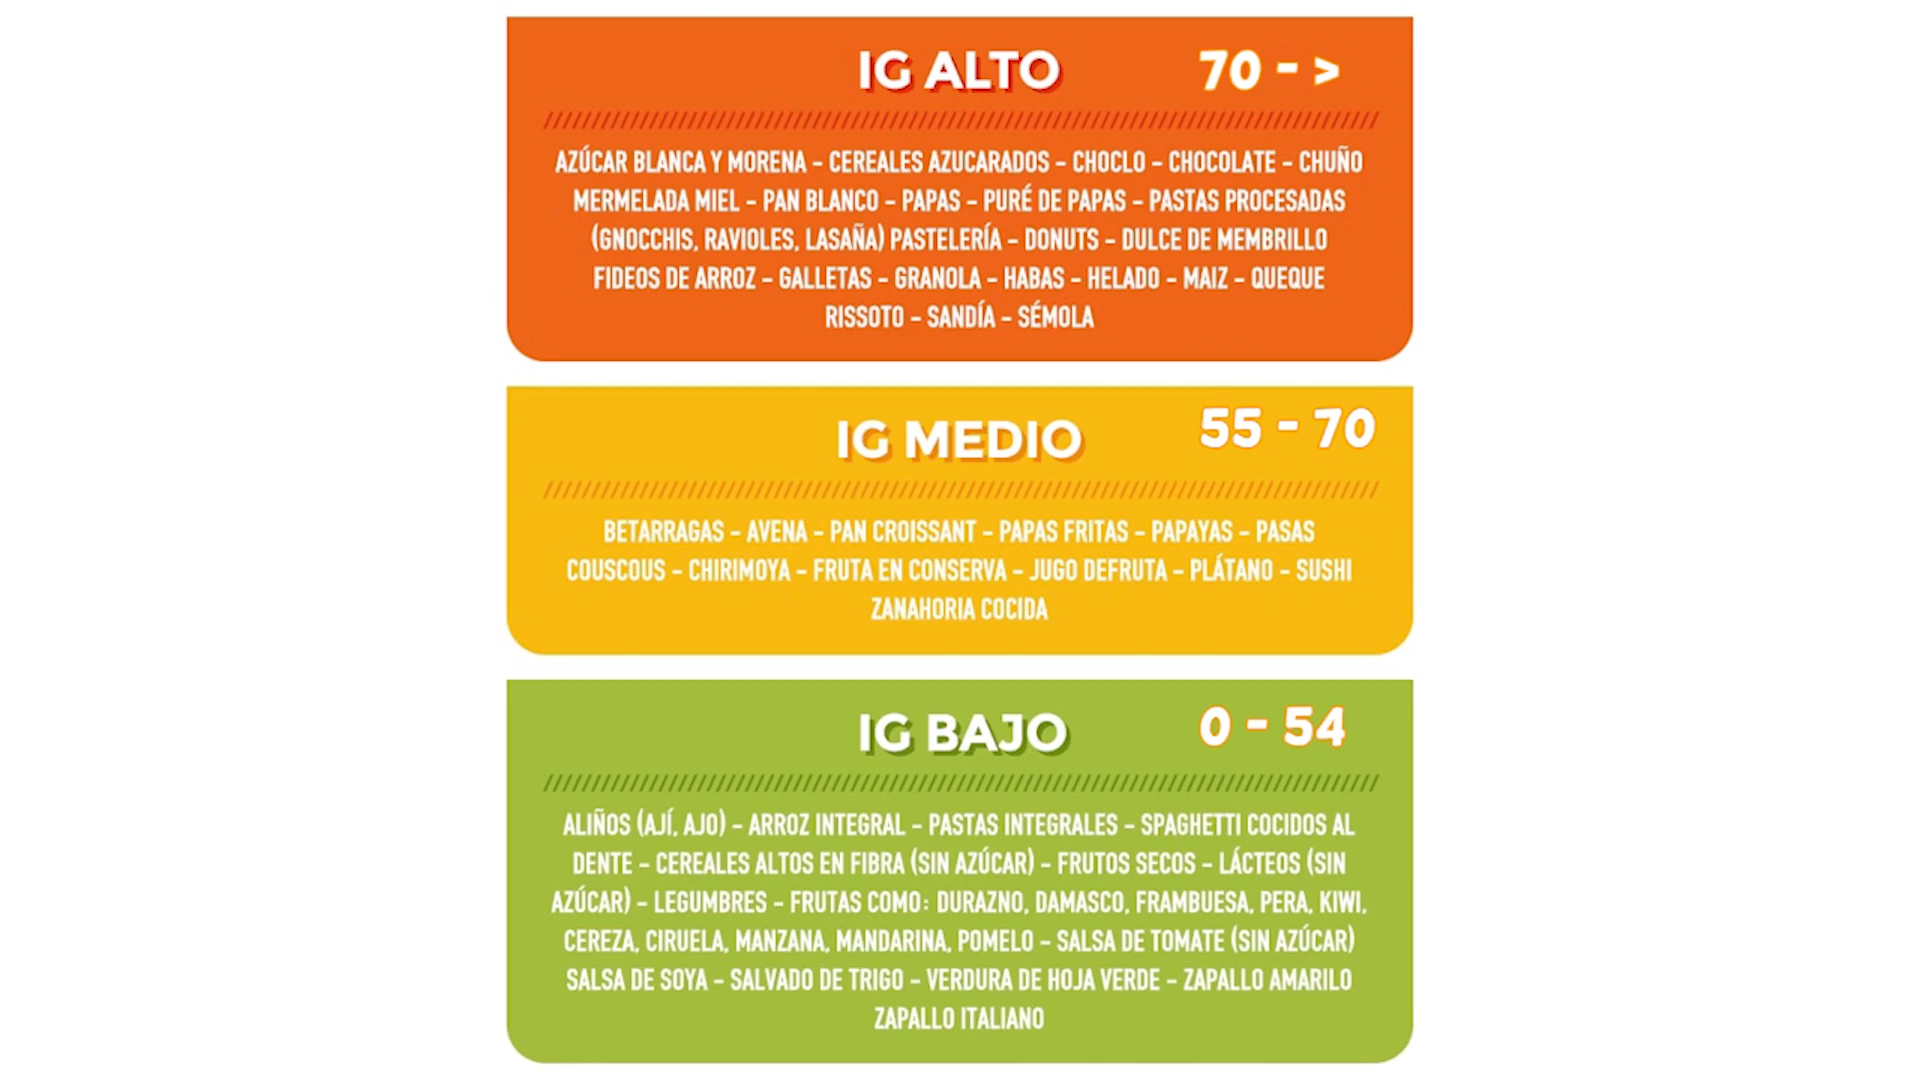 IG ALTO 70 - >
AZÚCAR BLANCA Y MORENA - CEREALES AZUCARADOS - CHOCLO - CHOCOLATE - CHUÑO
MERMELADA MIEL - PAN BLANCO - PAPAS - PURÉ DE PAPAS - PASTAS PROCESADAS
(GNOCCHIS, RAVIOLES, LASAÑA) PASTELERÍA - DONUTS - DULCE DE MEMBRILLO
FIDEOS DE ARROZ - GALLETAS - GRANOLA - HABAS - HELADO - MAIZ - QUEQUE
RISSOTO - SANDÍA - SÉMOLA
IG MEDIO 55 - 70
BETARRAGAS - AVENA - PAN CROISSANT - PAPAS FRITAS - PAPAYAS - PASAS
COUSCOUS - CHIRIMOYA - FRUTA EN CONSERVA - JUGO DEFRUTA - PLÁTANO - SUSHI
ZANAHORIA COCIDA
IG BAJO 0 - 54
ALIÑOS (AJÍ, AJO) - ARROZ INTEGRAL - PASTAS INTEGRALES - SPAGHETTI COCIDOS AL
DENTE - CEREALES ALTOS EN FIBRA (SIN AZÚCAR) - FRUTOS SECOS - LÁCTEOS (SIN
AZÚCAR) - LEGUMBRES - FRUTAS COMO: DURAZNO, DAMASCO, FRAMBUESA, PERA, KIWI,
CEREZA, CIRUELA, MANZANA, MANDARINA, POMELO - SALSA DE TOMATE (SIN AZÚCAR)
SALSA DE SOYA - SALVADO DE TRIGO - VERDURA DE HOJA VERDE - ZAPALLO AMARILO
ZAPALLO ITALIANO